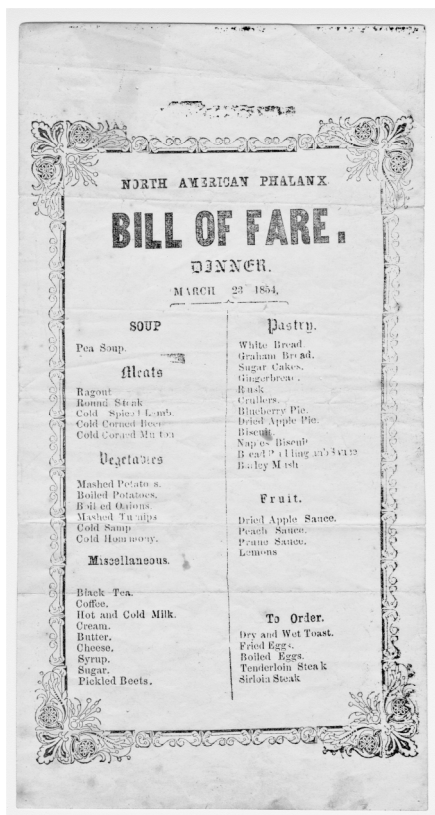 NORTH AMERICAN PHALANX.
BILL OF FARE.
DINNER.
MARCH 23 1854,
SOUP
Pea Soup.
Meats
Ragout
Round Steak
Cold Spiced Lamb.
Cold Corned Beef
Cold Corned Mutton
Vegetables
Mashed Potatoes.
Boiled Potatoes.
Boiled Onions.
Mashed Turnips
Cold Samp
Cold Hommony.
Miscellaneous.
Black Tea.
Coffee.
Hot and Cold Milk.
Cream.
Butter.
Cheese.
Syrup.
Sugar.
Pickled Beets.
Pastry.
White Bread.
Graham Bread.
Sugar Cakes.
Gingerbread.
Rusk
Crullers.
Blueberry Pie.
Dried Apple Pie.
Biscuit.
Naples Biscuit
Bread Pudding and Sauce
Barley Mush
Fruit.
Dried Apple Sauce.
Peach Sauce.
Prune Sauce.
Lemons
To Order.
Dry and Wet Toast.
Fried Eggs.
Boiled Eggs.
Tenderloin Steak
Sirloin Steak